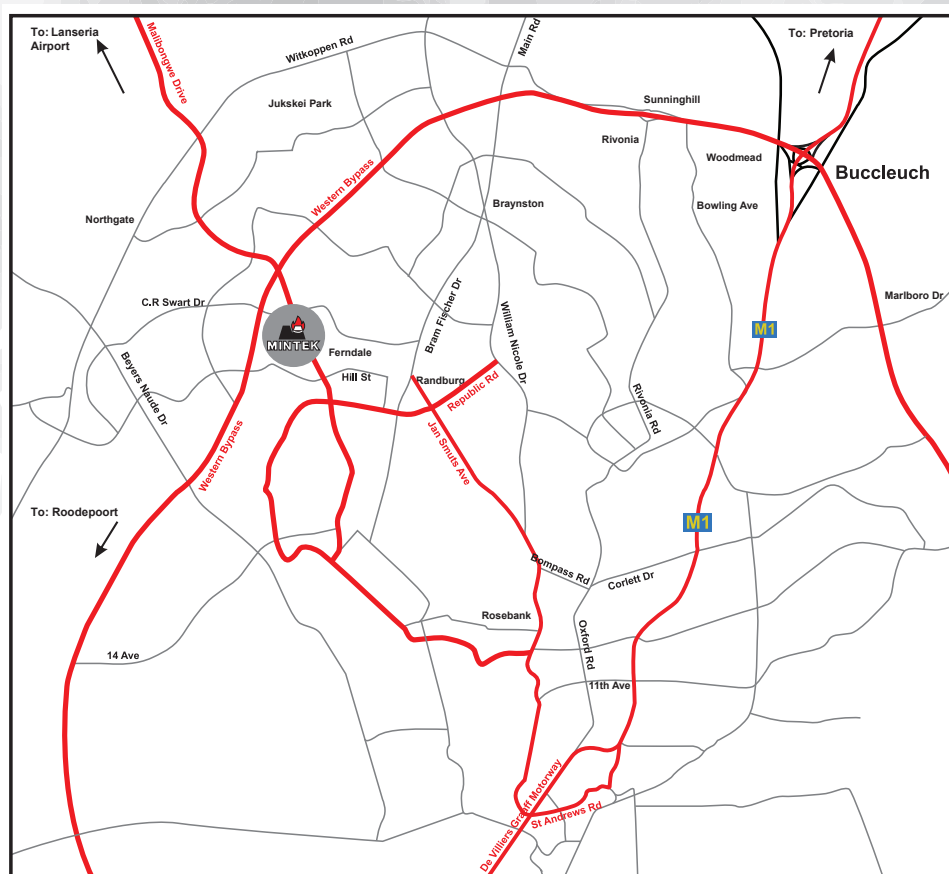 To: Lanseria
Airport
Malibongwe Drive
Witkoppen Rd
Main Rd
To: Pretoria
Jukskei Park
Sunninghill
Rivonia
Woodmead
Buccleuch
Western Bypass
Northgate
Braynston
Bowling Ave
C.R Swart Dr
Bram Fischer Dr
William Nicole Dr
Marlboro Dr
M1
MINTEK
Ferndale
Hill St
Randburg
Republic Rd
Beyers Naude Dr
Rivonia Rd
Western Bypass
Jan Smuts Ave
To: Roodepoort
M1
Bompass Rd
Corlett Dr
Rosebank
Oxford Rd
14 Ave
11th Ave
De Villiers Graaff Motorway
St Andrews Rd